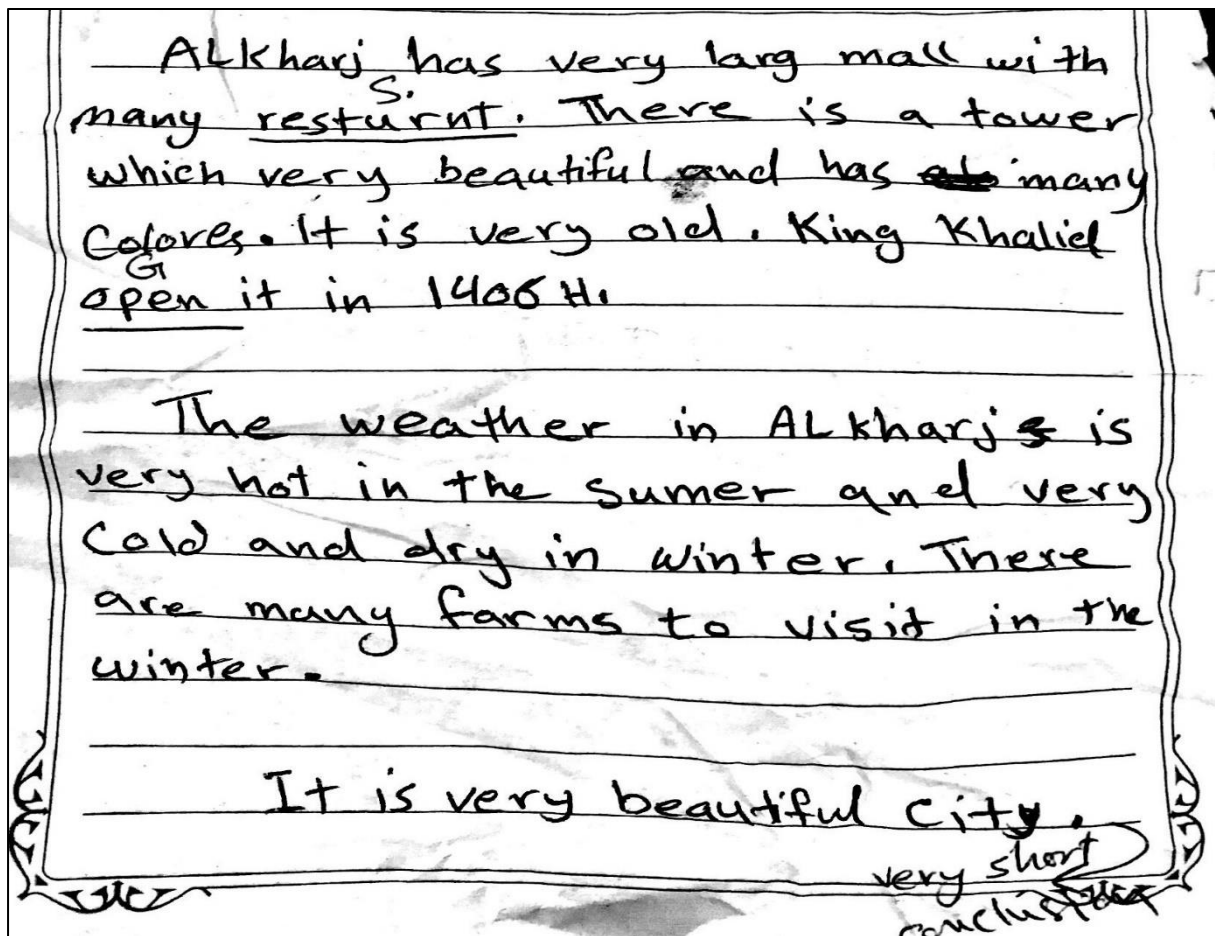 ALKharj has very larg mall with
S.
many resturnt. There is a tower
which very beautiful and has many
Colores. It is very old. King Khalid
G
open it in 1406 H.
The weather in ALkharj is
very hot in the sumer and very
Cold and dry in winter. There
are many farms to visit in the
winter.
It is very beautiful City.
very short
conclusion